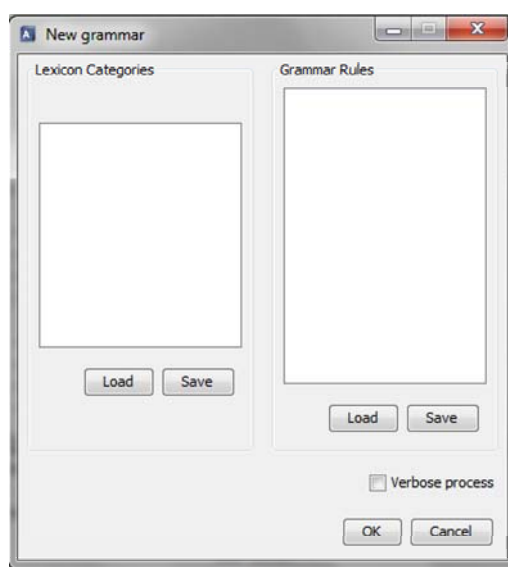 New grammar
Lexicon Categories
Grammar Rules
Load Save
Load Save
Verbose process
OK Cancel